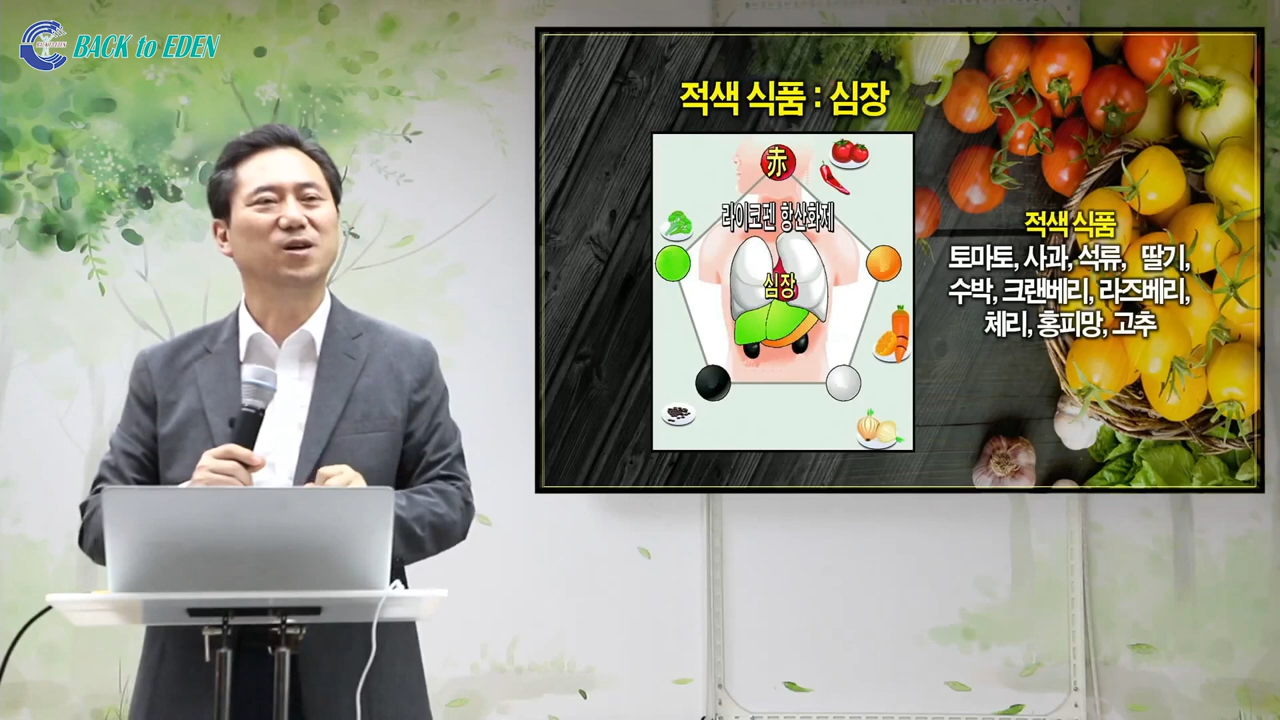 BACK to EDEN
적색 식품 : 심장
赤
라이코펜 항산화제
심장
적색 식품
토마토, 사과, 석류, 딸기,
수박, 크랜베리, 라즈베리,
체리, 홍피망, 고추